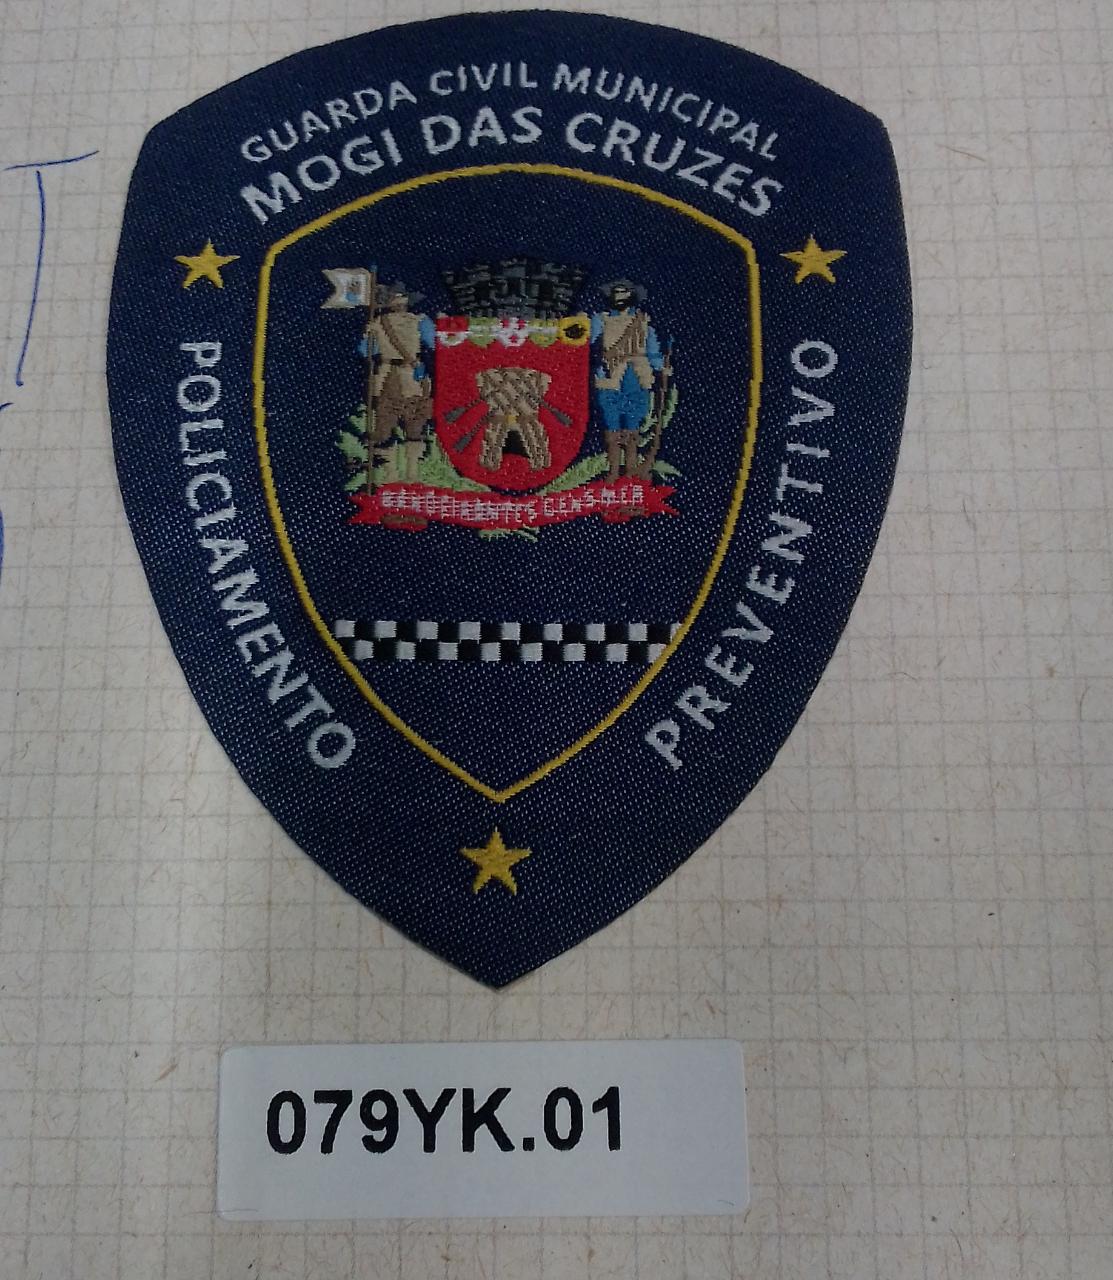 GUARDA CIVIL MUNICIPAL
MOGI DAS CRUZES
POLICIAMENTO
PREVENTIVO
079YK.01